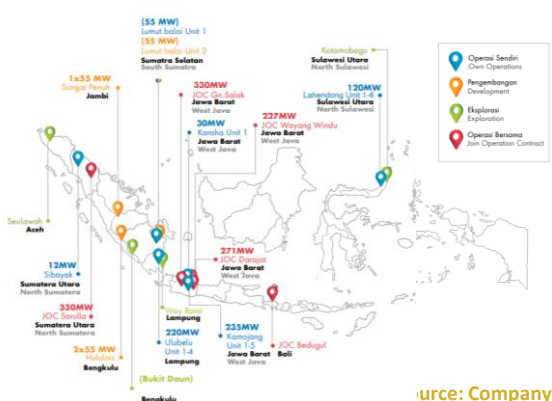 (55 MW)
Lumut balai Unit 1
(55 MW)
Lumut balai Unit 2
Sumatra Selatan
South Sumatra
1x55 MW
Sungai Penuh
Jambi
330MW
JOC Gn.Salak
Jawa Barat
West Java
30MW
Karaha Unit 1
Jawa Barat
West Java
227MW
JOC Wayang Windu
Jawa Barat
West Java
Kotamobagu
Sulawesi Utara
North Sulawesi
120MW
Lahendong Unit 1-6
Sulawesi Utara
North Sulawesi
Operasi Sendiri
Own Operations
Pengembangan
Development
Eksplorasi
Exploration
Operasi Bersama
Join Operation Contract
Seulawah
Aceh
12MW
Sibayak
Sumatera Utara
North Sumatera
330MW
JOC Sarulla
Sumatera Utara
North Sumatera
2x55 MW
Hululais
Bengkulu
(Bukit Daun)
Bengkulu
Way Ratai
Lampung
220MW
Ulubelu
Unit 1-4
Lampung
235MW
Kamojang
Unit 1-5
Jawa Barat
West Java
271MW
JOC Darajat
Jawa Barat
West Java
JOC Bedugul
Bali
urce: Company